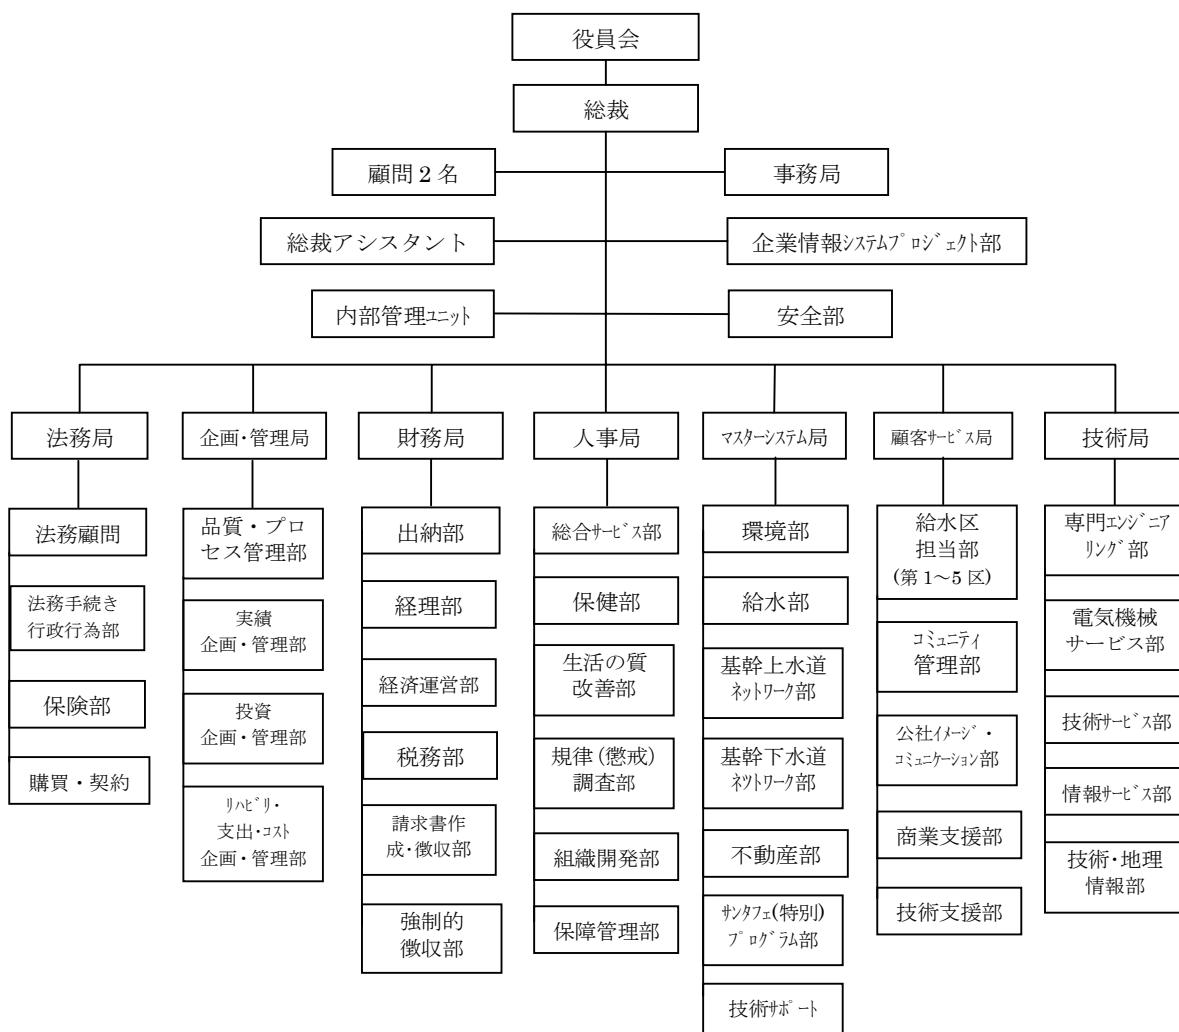 役員会
総裁
顧問2名
事務局
総裁アシスタント
企業情報ｼｽﾃﾑﾌﾟﾛｼﾞｪｸﾄ部
内部管理ﾕﾆｯﾄ
安全部
法務局
企画・管理局
財務局
人事局
ﾏｽﾀｰｼｽﾃﾑ局
顧客ｻｰﾋﾞｽ局
技術局
法務顧問
法務手続き
行政行為部
保険部
購買・契約
品質・プロ
セス管理部
実績
企画・管理部
投資
企画・管理部
ﾘﾊﾋﾞﾘ・
支出・ｺｽﾄ
企画・管理部
出納部
経理部
経済運営部
税務部
請求書作
成・徴収部
強制的
徴収部
総合ｻｰﾋﾞｽ部
保健部
生活の質
改善部
規律(懲戒)
調査部
組織開発部
保障管理部
環境部
給水部
基幹上水道
ﾈｯﾄﾜｰｸ部
基幹下水道
ﾈﾂﾄﾜｰｸ部
不動産部
ｻﾝﾀﾌｪ(特別)
ﾌﾟﾛｸﾞﾗﾑ部
技術ｻﾎﾟｰﾄ
給水区
担当部
(第1～5区)
ｺﾐｭﾆﾃｨ
管理部
公社ｲﾒｰｼﾞ・
ｺﾐｭﾆｹｰｼｮﾝ部
商業支援部
技術支援部
専門ｴﾝｼﾞﾆｱ
ﾘﾝｸﾞ部
電気機械
サービス部
技術ｻｰﾋﾞｽ部
情報ｻｰﾋﾞｽ部
技術・地理
情報部